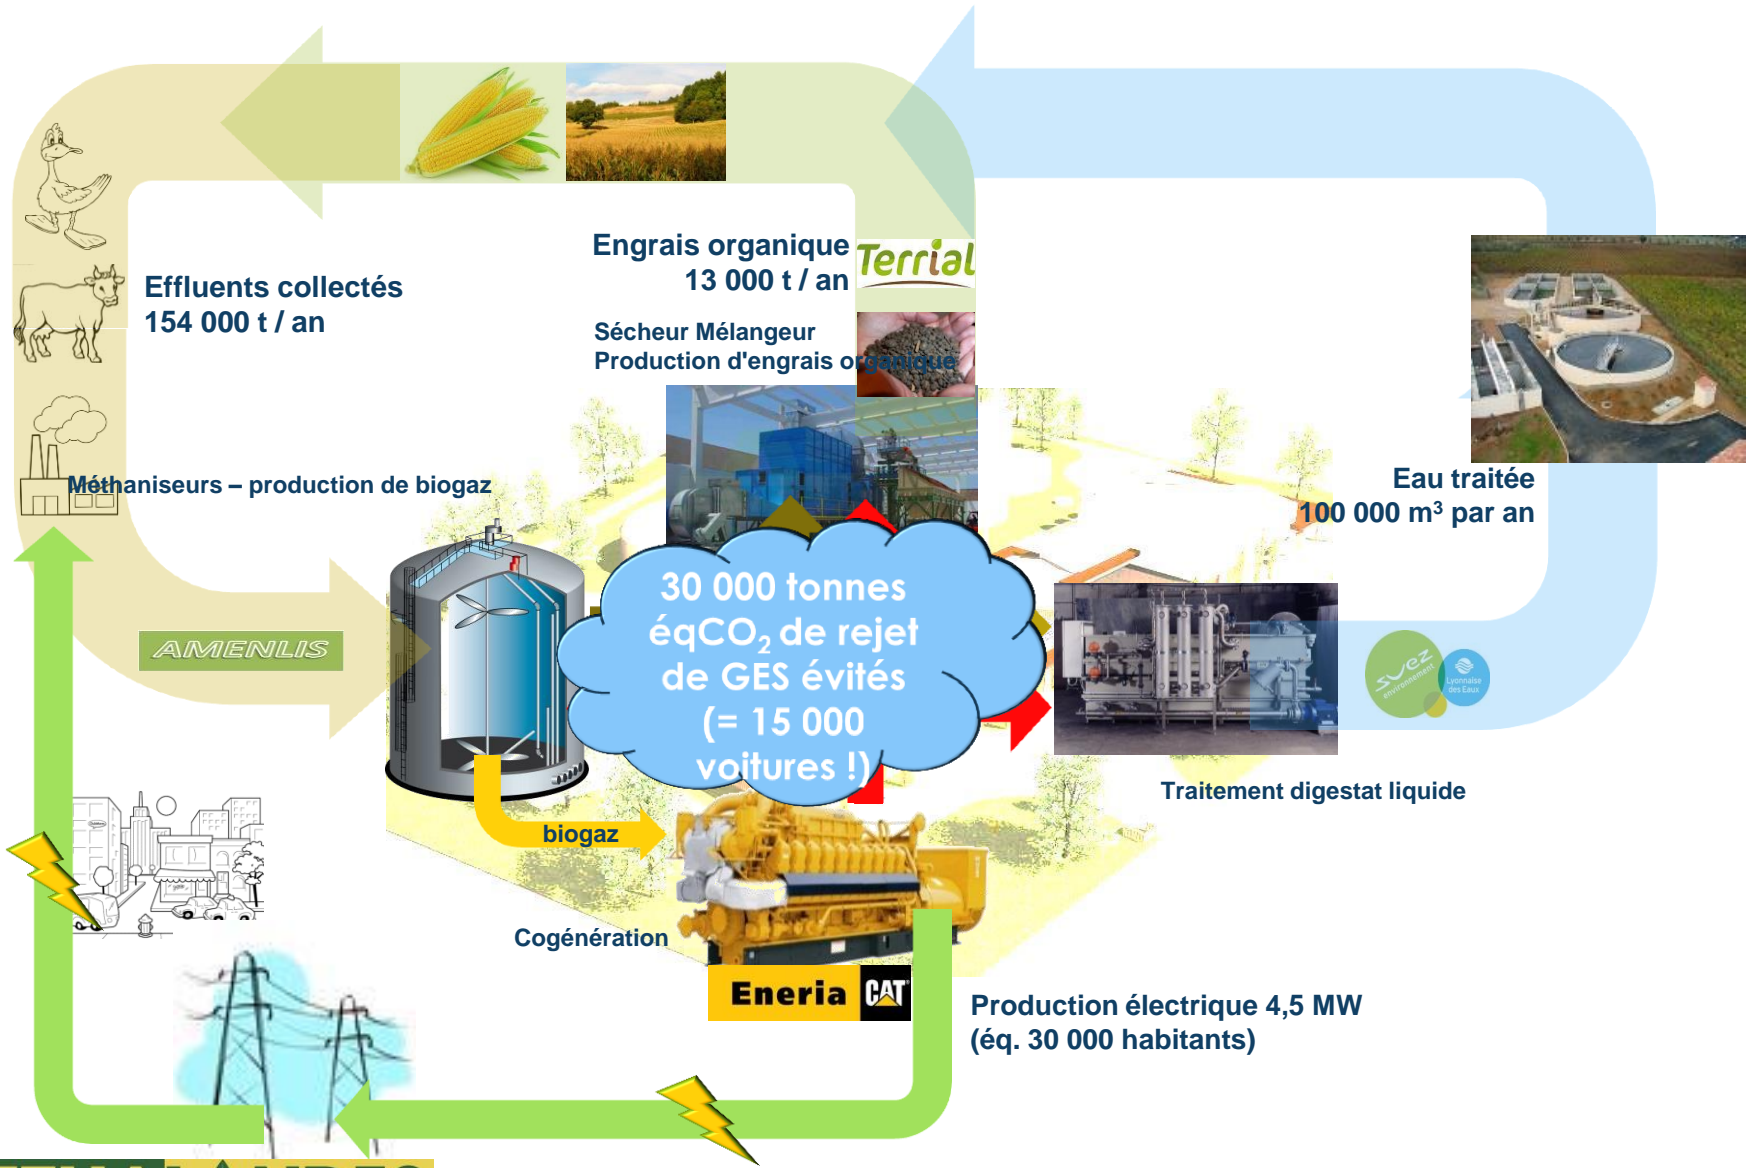 Engrais organique
13 000 t / an
Terrial
Effluents collectés
154 000 t / an
Sécheur Mélangeur
Production d'engrais organique
Méthaniseurs – production de biogaz
Eau traitée
100 000 m³ par an
30 000 tonnes
éqCO₂ de rejet
de GES évités
(= 15 000
voitures !)
AMENLIS
suez
environnement
Lyonnaise
des Eaux
Traitement digestat liquide
biogaz
Cogénération
Eneria CAT
Production électrique 4,5 MW
(éq. 30 000 habitants)